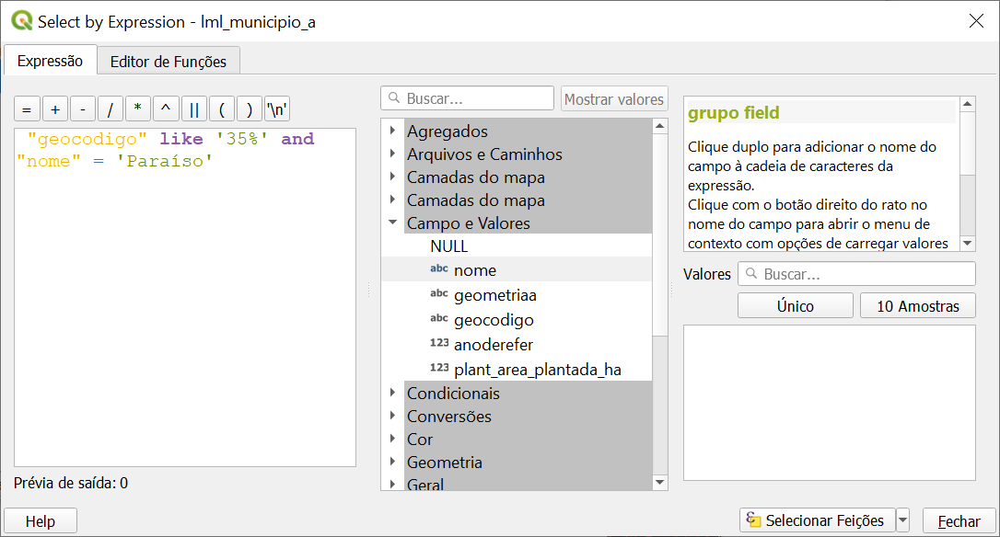 Select by Expression - lml_municipio_a
Expressão
Editor de Funções
= + - / * ^ || ( ) '\n'
"geocodigo" like '35%' and
"nome" = 'Paraíso'
Prévia de saída: 0
Buscar...
Mostrar valores
Agregados
Arquivos e Caminhos
Camadas do mapa
Camadas do mapa
Campo e Valores
NULL
abc nome
abc geometriaa
abc geocodigo
123 anoderefer
123 plant_area_plantada_ha
Condicionais
Conversões
Cor
Geometria
Geral
grupo field
Clique duplo para adicionar o nome do
campo à cadeia de caracteres da
expressão.
Clique com o botão direito do rato no
nome do campo para abrir o menu de
contexto com opções de carregar valores
Valores
Buscar...
Único
10 Amostras
Help
Selecionar Feições
Fechar